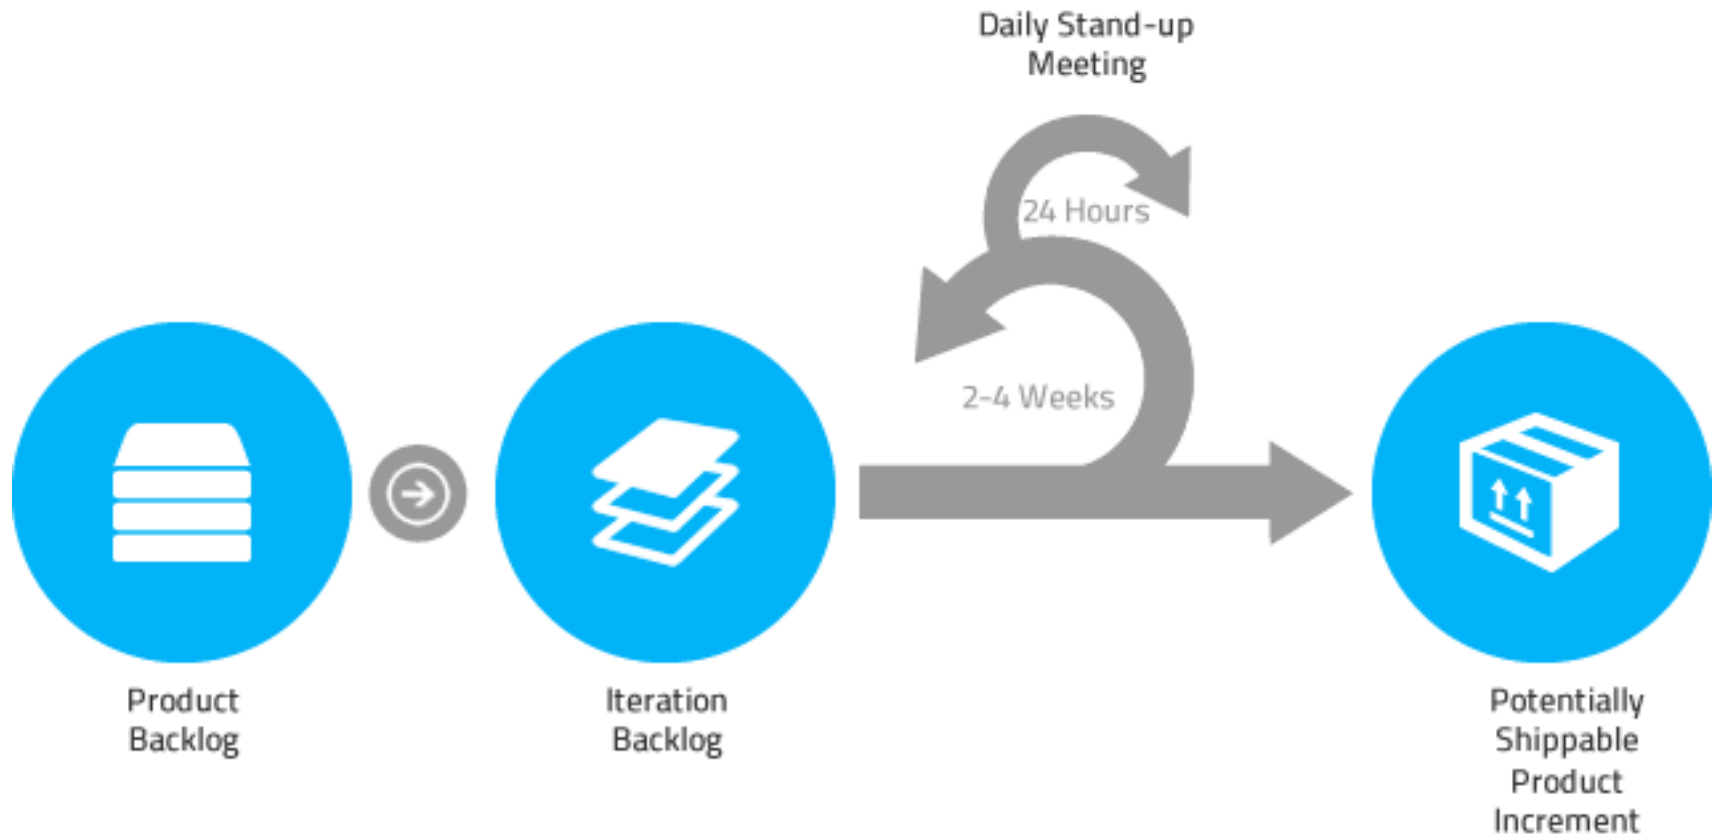 Daily Stand-up
Meeting
24 Hours
2-4 Weeks
Product
Backlog
Iteration
Backlog
Potentially
Shippable
Product
Increment